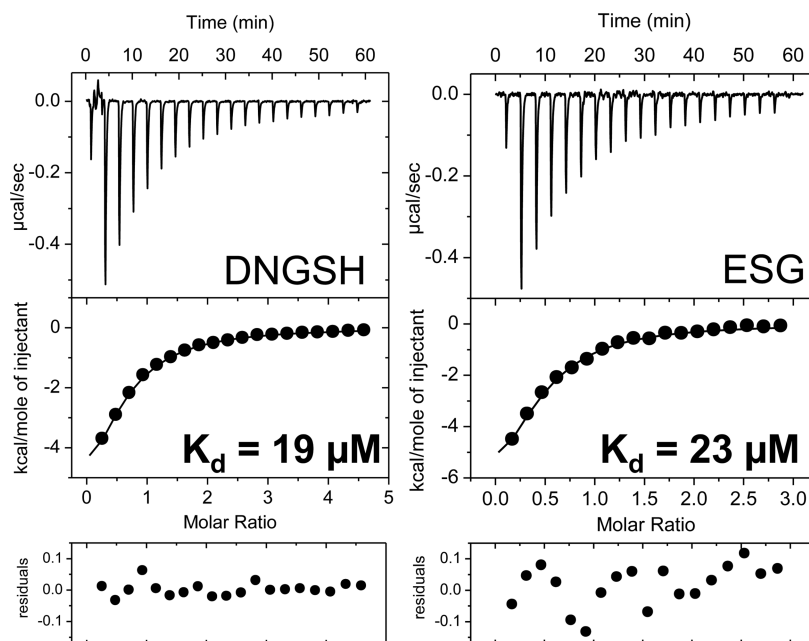 Time (min)
0 10 20 30 40 50 60
0.0
-0.2
-0.4
µcal/sec
DNGSH
0
-2
-4
kcal/mole of injectant
Kd = 19 µM
0 1 2 3 4 5
Molar Ratio
0.1
0.0
-0.1
residuals
Time (min)
0 10 20 30 40 50 60
0.0
-0.2
-0.4
µcal/sec
ESG
0
-2
-4
-6
kcal/mole of injectant
Kd = 23 µM
0.0 0.5 1.0 1.5 2.0 2.5 3.0
Molar Ratio
0.1
0.0
-0.1
residuals